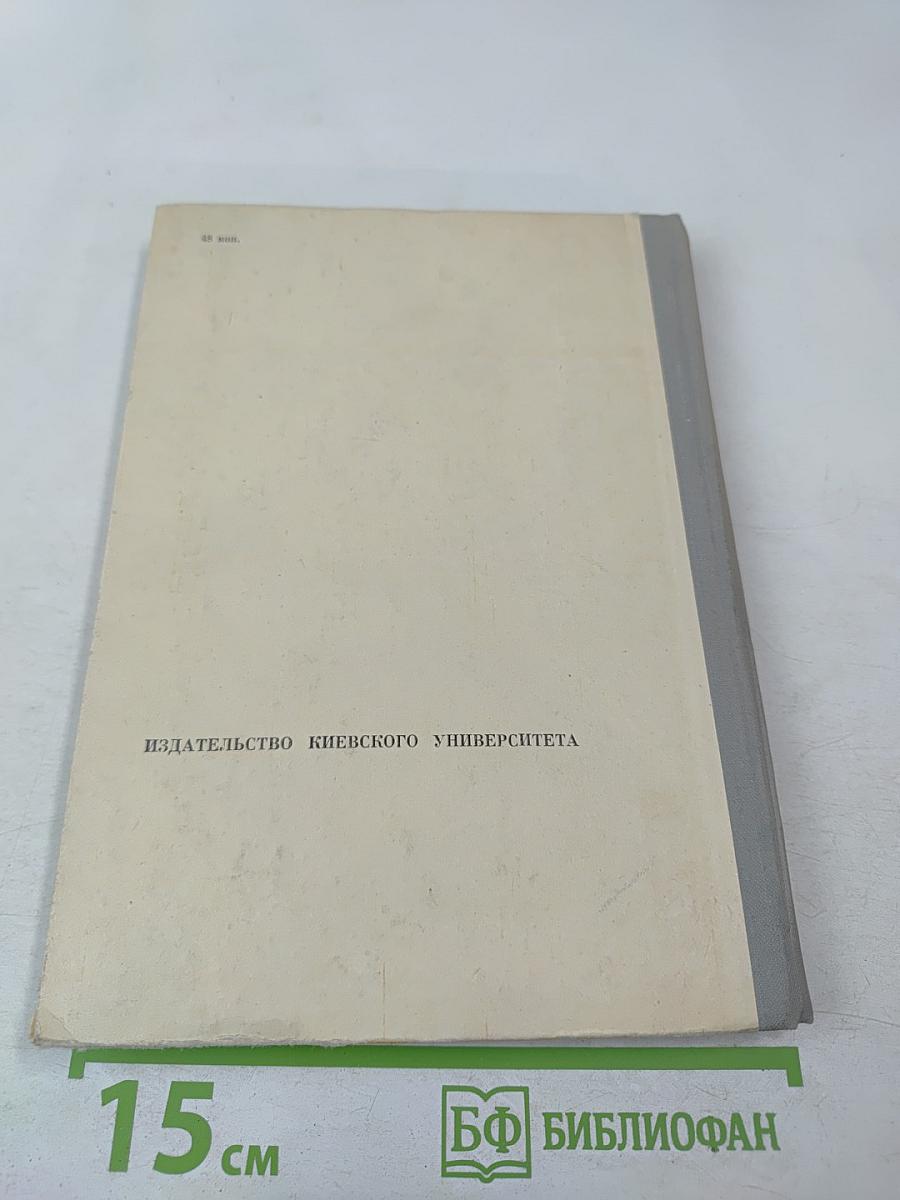 48 коп.
ИЗДАТЕЛЬСТВО КИЕВСКОГО УНИВЕРСИТЕТА
15 см
БФ БИБЛИОФАН